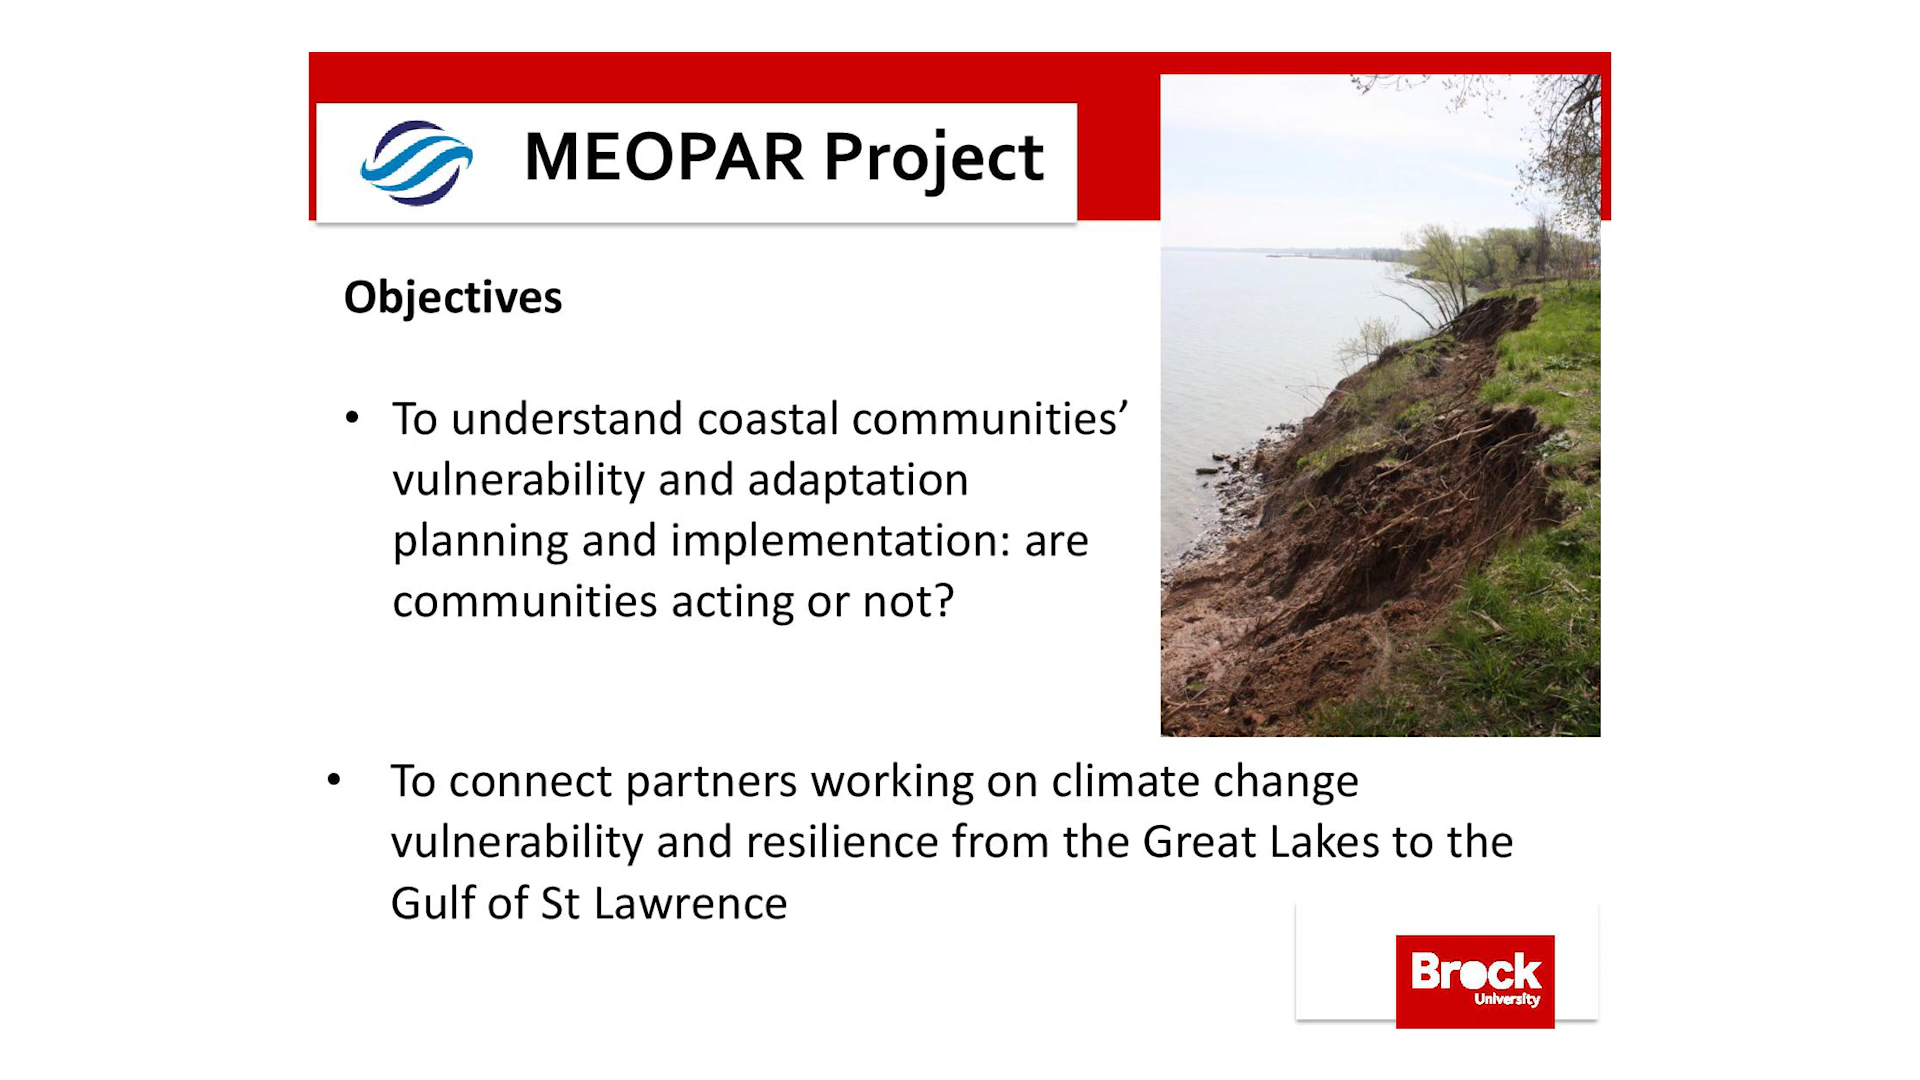 MEOPAR Project
Objectives
• To understand coastal communities’
vulnerability and adaptation
planning and implementation: are
communities acting or not?
• To connect partners working on climate change
vulnerability and resilience from the Great Lakes to the
Gulf of St Lawrence
Brock
University